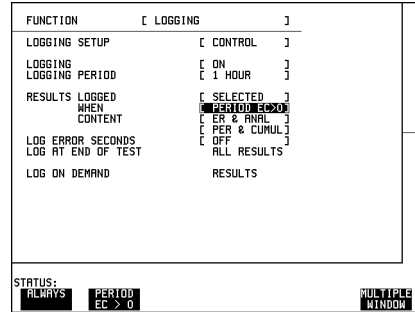 FUNCTION [ LOGGING ]
LOGGING SETUP [ CONTROL ]
LOGGING [ ON ]
LOGGING PERIOD [ 1 HOUR ]
RESULTS LOGGED [ SELECTED ]
WHEN [ PERIOD EC>0]
CONTENT [ ER & ANAL ]
[ PER & CUMUL]
LOG ERROR SECONDS [ OFF ]
LOG AT END OF TEST ALL RESULTS
LOG ON DEMAND RESULTS
STATUS:
ALWAYS PERIOD MULTIPLE
EC > 0 WINDOW